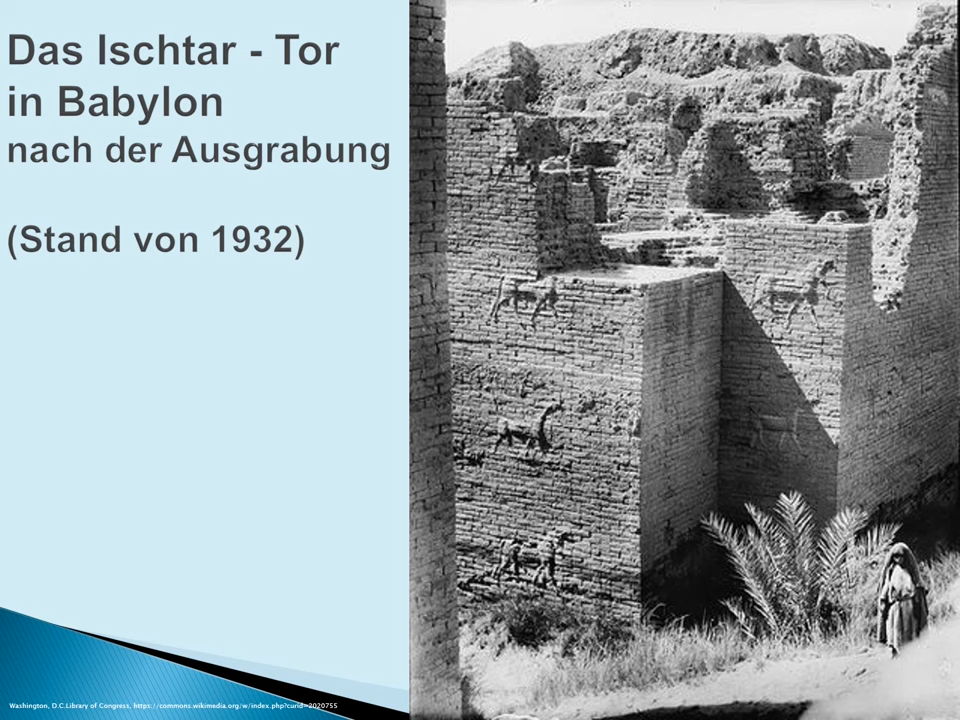 Das Ischtar - Tor
in Babylon
nach der Ausgrabung
(Stand von 1932)
Washington, D.C.Library of Congress, https://commons.wikimedia.org/w/index.php?curid=2020755